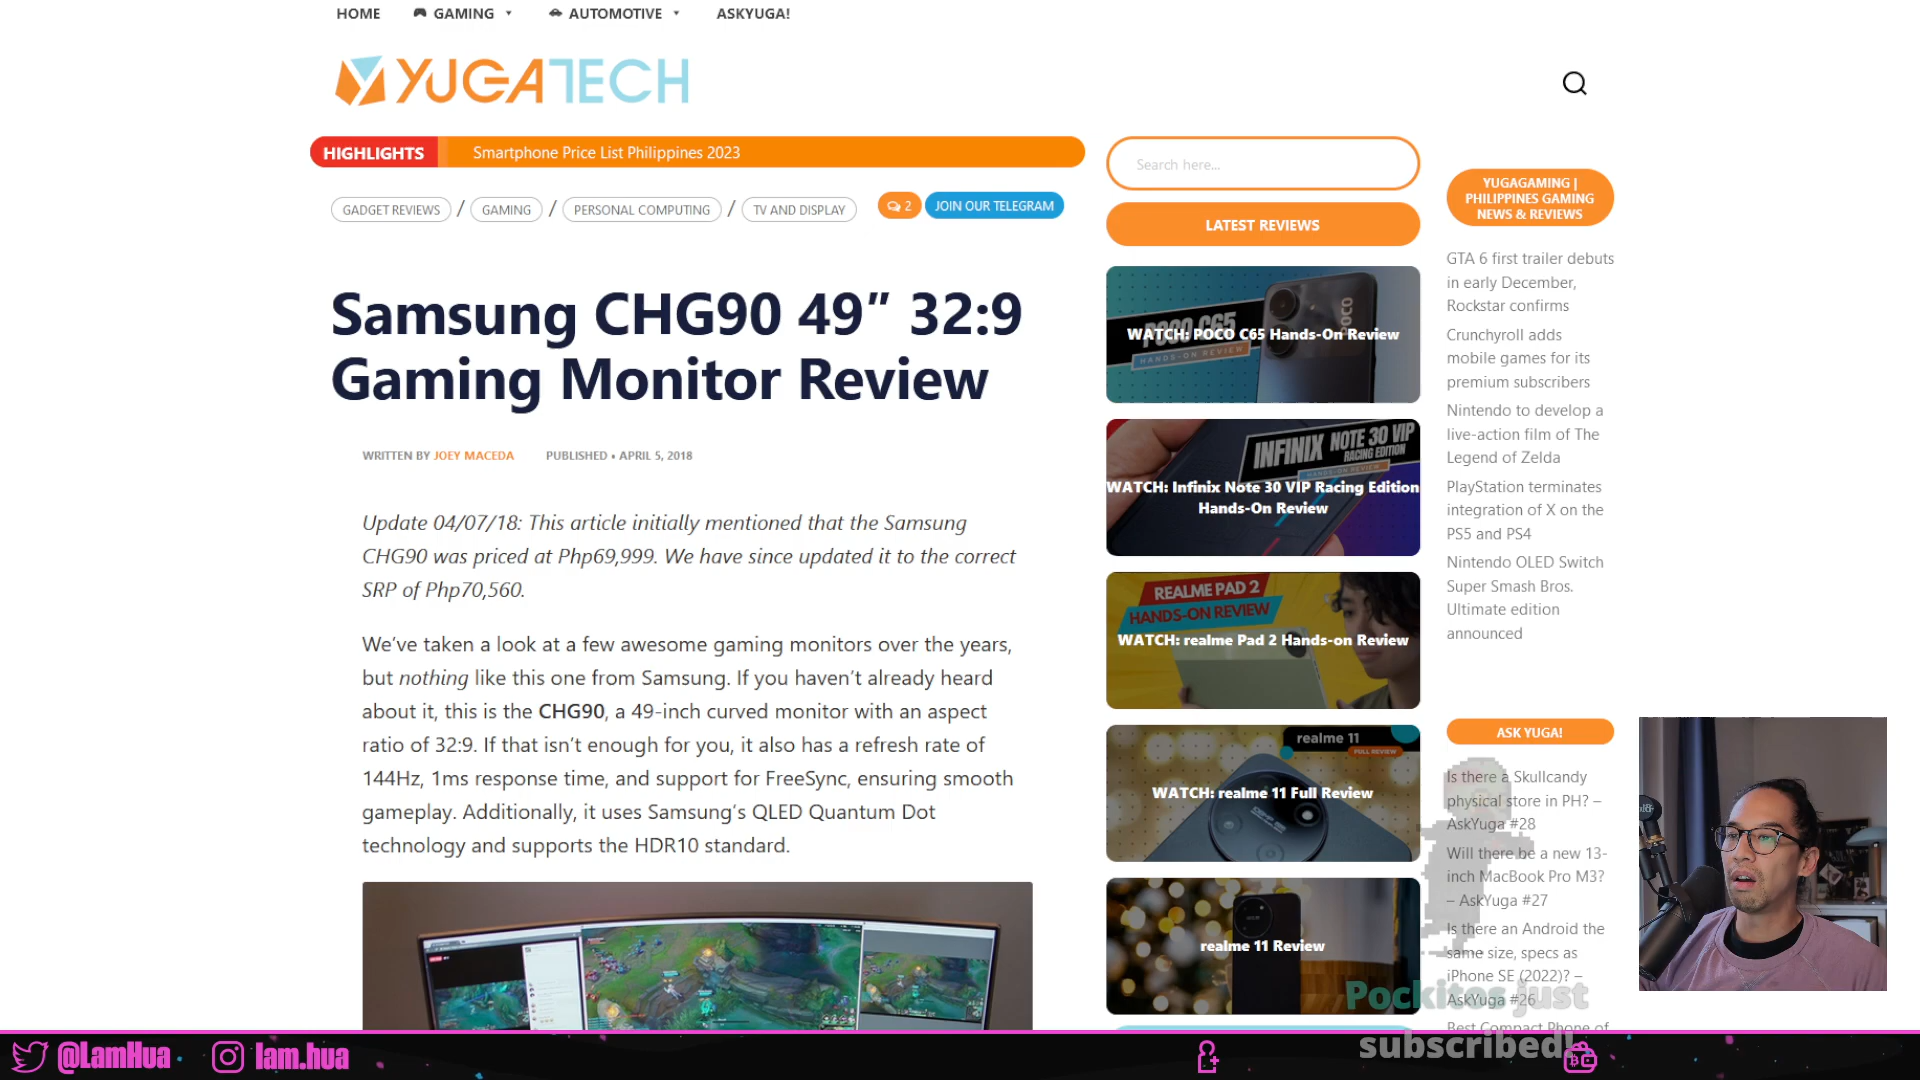 HOME
GAMING
AUTOMOTIVE
ASKYUGA!
YUGATECH
HIGHLIGHTS
Smartphone Price List Philippines 2023
GADGET REVIEWS / GAMING / PERSONAL COMPUTING / TV AND DISPLAY
2
JOIN OUR TELEGRAM
Samsung CHG90 49″ 32:9
Gaming Monitor Review
WRITTEN BY JOEY MACEDA
PUBLISHED • APRIL 5, 2018
Update 04/07/18: This article initially mentioned that the Samsung
CHG90 was priced at Php69,999. We have since updated it to the correct
SRP of Php70,560.
We’ve taken a look at a few awesome gaming monitors over the years,
but nothing like this one from Samsung. If you haven’t already heard
about it, this is the CHG90, a 49-inch curved monitor with an aspect
ratio of 32:9. If that isn’t enough for you, it also has a refresh rate of
144Hz, 1ms response time, and support for FreeSync, ensuring smooth
gameplay. Additionally, it uses Samsung’s QLED Quantum Dot
technology and supports the HDR10 standard.
Search here...
LATEST REVIEWS
POCO
POCO C65
HANDS-ON REVIEW
WATCH: POCO C65 Hands-On Review
INFINIX NOTE 30 VIP
RACING EDITION
HANDS-ON REVIEW
WATCH: Infinix Note 30 VIP Racing Edition
Hands-On Review
REALME PAD 2
HANDS-ON REVIEW
WATCH: realme Pad 2 Hands-on Review
realme 11
FULL REVIEW
WATCH: realme 11 Full Review
realme 11 Review
YUGAGAMING |
PHILIPPINES GAMING
NEWS & REVIEWS
GTA 6 first trailer debuts
in early December,
Rockstar confirms
Crunchyroll adds
mobile games for its
premium subscribers
Nintendo to develop a
live-action film of The
Legend of Zelda
PlayStation terminates
integration of X on the
PS5 and PS4
Nintendo OLED Switch
Super Smash Bros.
Ultimate edition
announced
ASK YUGA!
Is there a Skullcandy
physical store in PH? –
AskYuga #28
Will there be a new 13-
inch MacBook Pro M3?
– AskYuga #27
Is there an Android the
same size, specs as
iPhone SE (2022)? –
AskYuga #26
Best Compact Phone of
Pockitos just
subscribed!
@LamHua
lam.hua